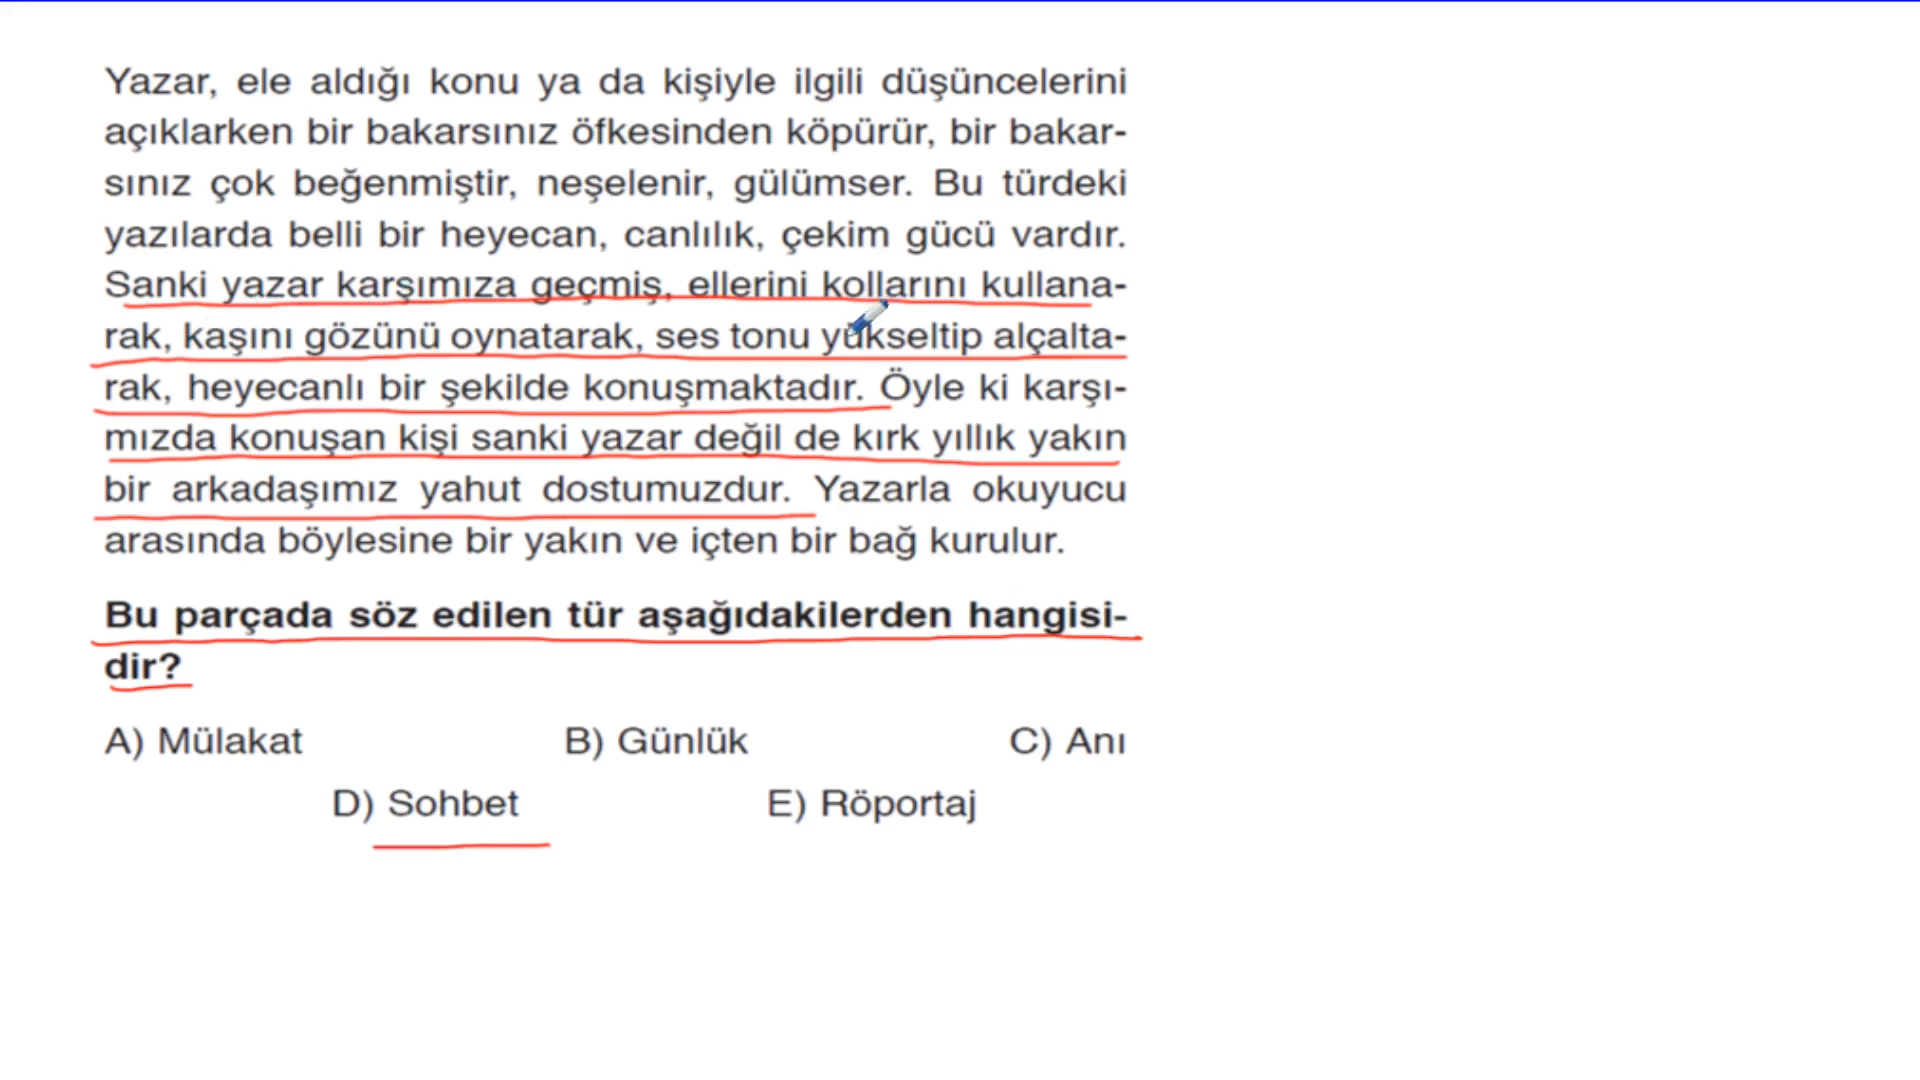 Yazar, ele aldığı konu ya da kişiyle ilgili düşüncelerini
açıklarken bir bakarsınız öfkesinden köpürür, bir bakar-
sınız çok beğenmiştir, neşelenir, gülümser. Bu türdeki
yazılarda belli bir heyecan, canlılık, çekim gücü vardır.
Sanki yazar karşımıza geçmiş, ellerini kollarını kullana-
rak, kaşını gözünü oynatarak, ses tonu yükseltip alçalta-
rak, heyecanlı bir şekilde konuşmaktadır. Öyle ki karşı-
mızda konuşan kişi sanki yazar değil de kırk yıllık yakın
bir arkadaşımız yahut dostumuzdur. Yazarla okuyucu
arasında böylesine bir yakın ve içten bir bağ kurulur.
Bu parçada söz edilen tür aşağıdakilerden hangisi-
dir?
A) Mülakat B) Günlük C) Anı
D) Sohbet E) Röportaj